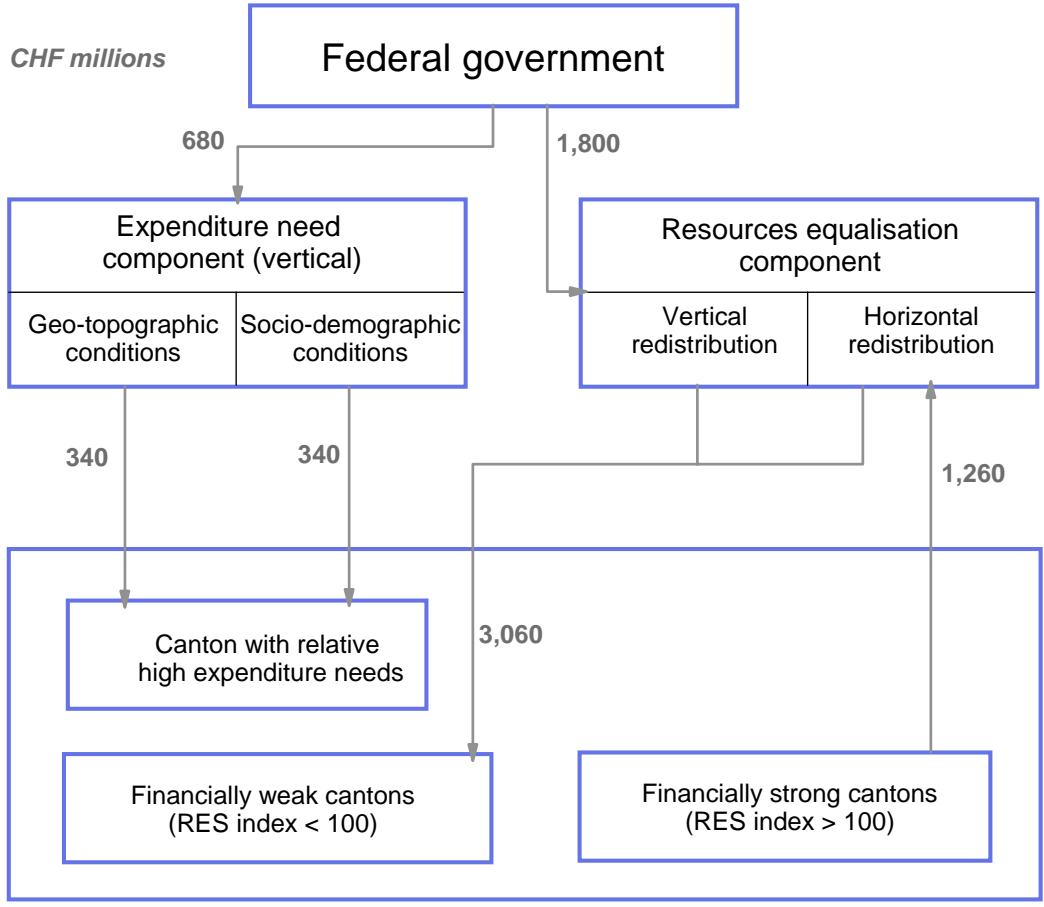 CHF millions
Federal government
680
1,800
Expenditure need
component (vertical)
Geo-topographic
conditions
Socio-demographic
conditions
Resources equalisation
component
Vertical
redistribution
Horizontal
redistribution
340
340
1,260
Canton with relative
high expenditure needs
3,060
Financially weak cantons
(RES index < 100)
Financially strong cantons
(RES index > 100)